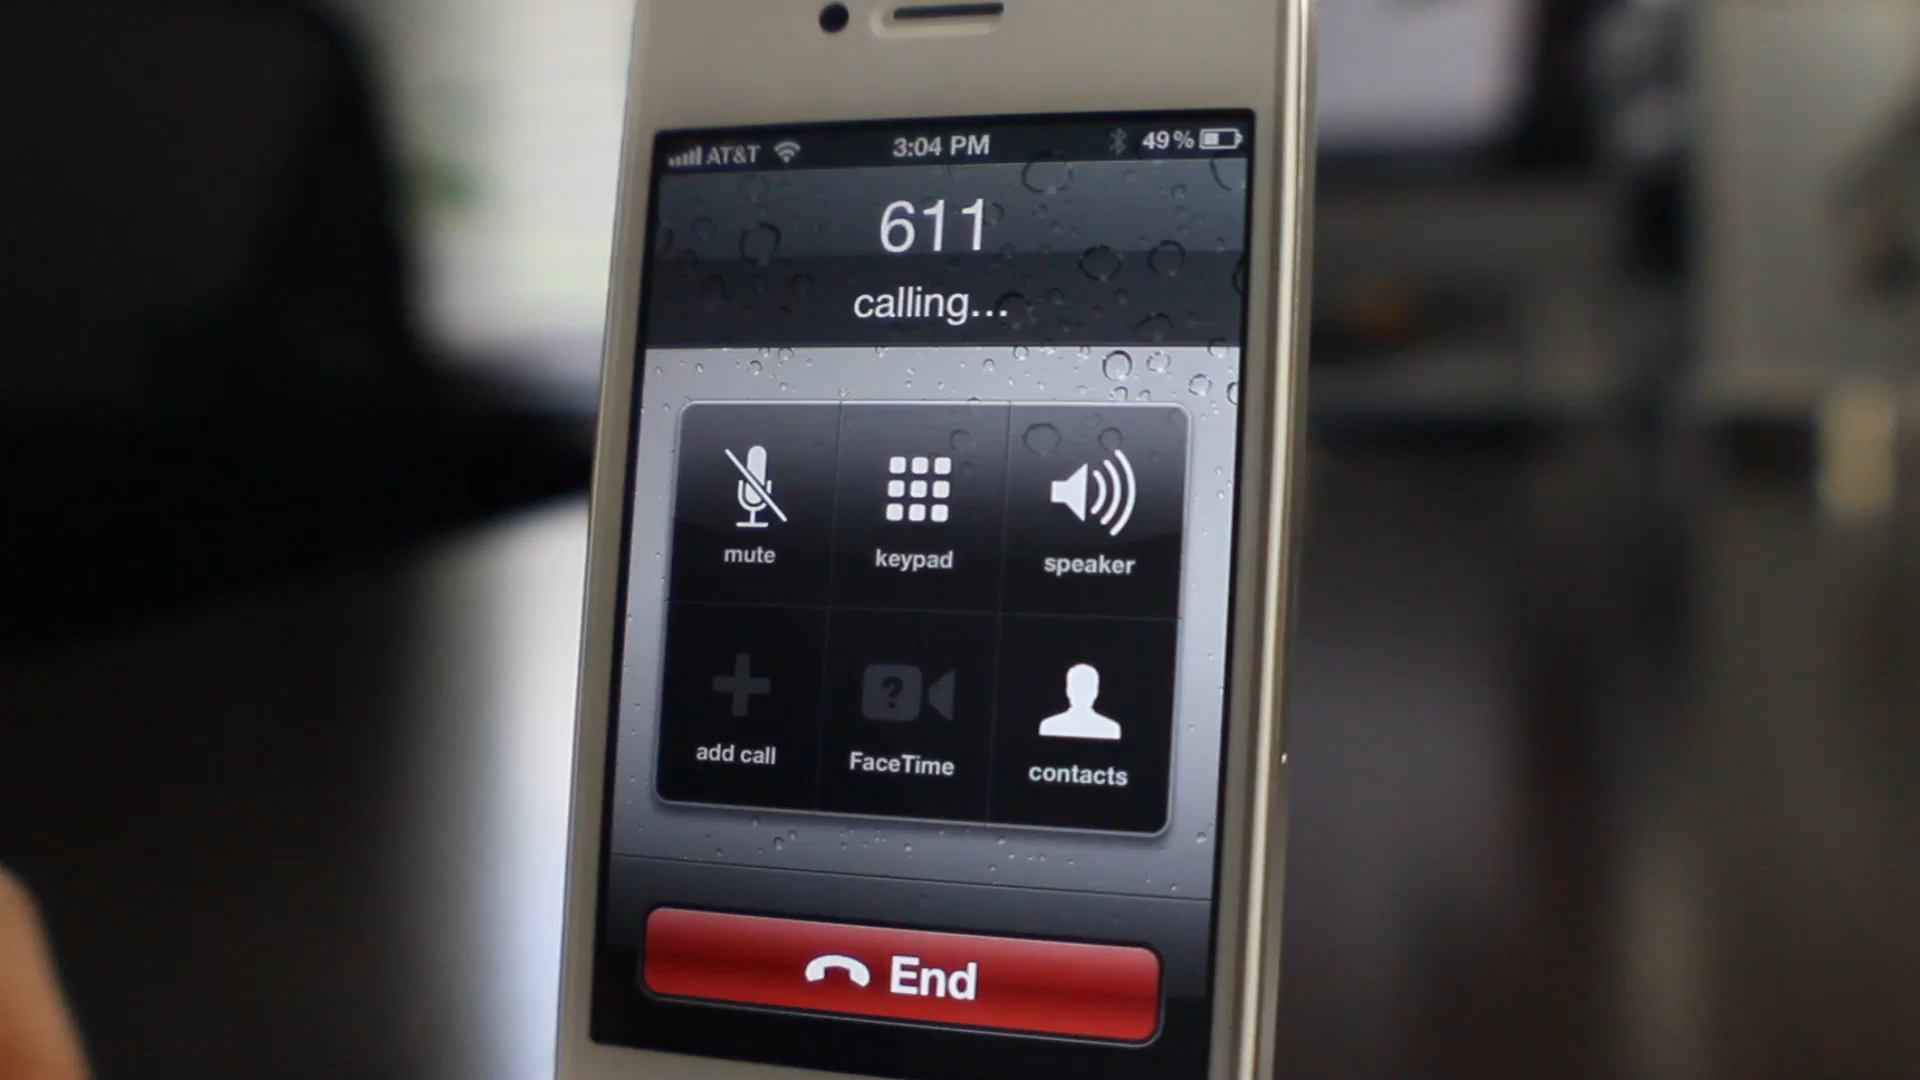 AT&T 3:04 PM 49%
611
calling...
mute keypad speaker
?
add call FaceTime contacts
End